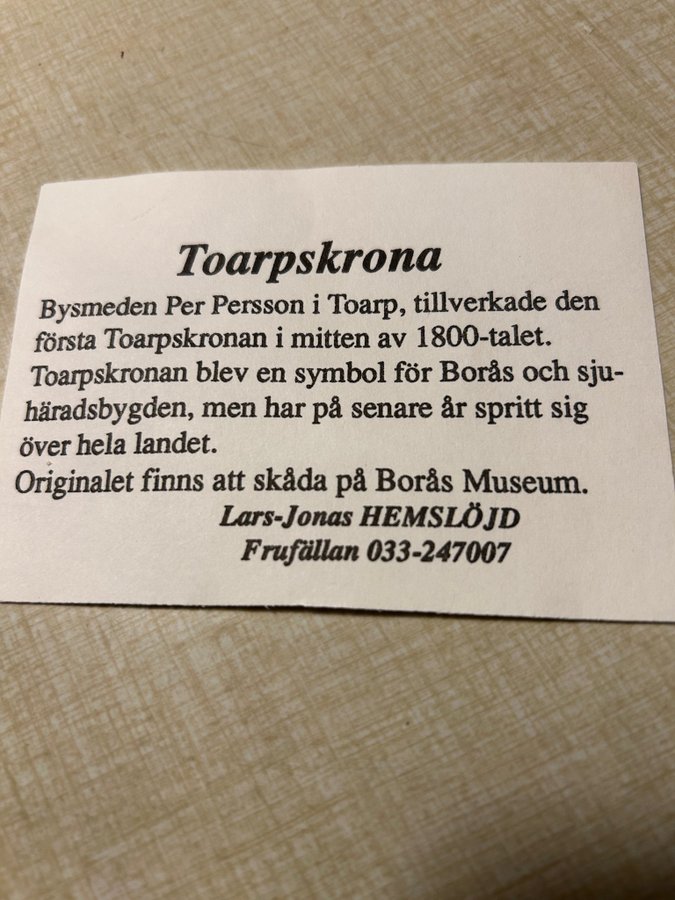 Toarpskrona
Bysmeden Per Persson i Toarp, tillverkade den
första Toarpskronan i mitten av 1800-talet.
Toarpskronan blev en symbol för Borås och sju-
häradsbygden, men har på senare år spritt sig
över hela landet.
Originalet finns att skåda på Borås Museum.
Lars-Jonas HEMSLÖJD
Frufällan 033-247007